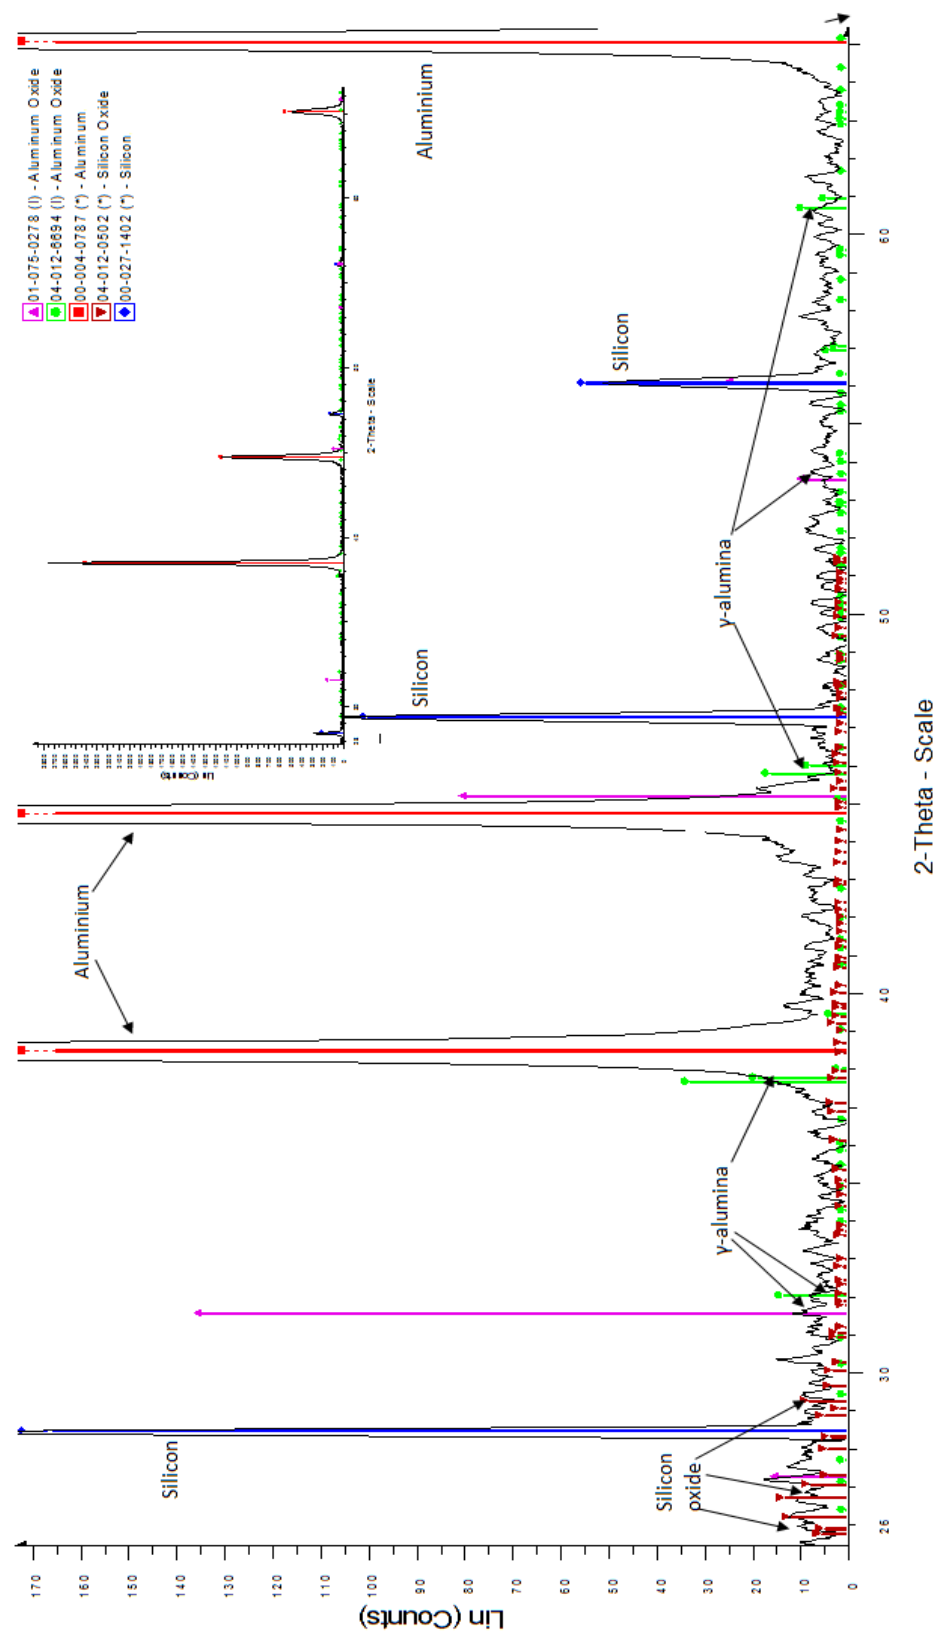 01-075-0278 (I) - Aluminum Oxide
04-012-6694 (I) - Aluminum Oxide
00-004-0787 (*) - Aluminum
04-012-0502 (*) - Silicon Oxide
00-027-1402 (*) - Silicon
Aluminium
Silicon
Silicon
Aluminium
Silicon
γ-alumina
γ-alumina
Silicon
oxide
2-Theta - Scale
Lin (Counts)
Lin (Counts)
170
160
150
140
130
120
110
100
90
80
70
60
50
40
30
20
10
0
26
30
40
50
60
2-Theta - Scale